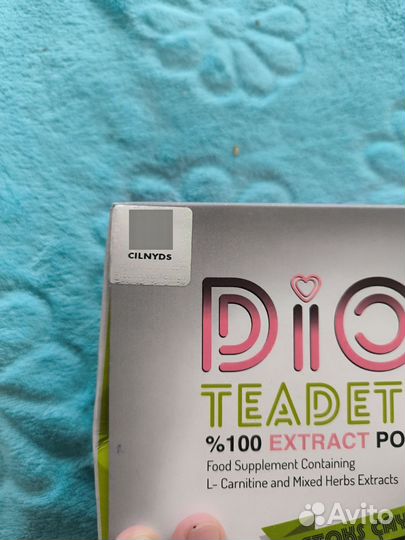 CILNYDS
DiO
TEADET
%100 EXTRACT PO
Food Supplement Containing
L- Carnitine and Mixed Herbs Extracts
Avito